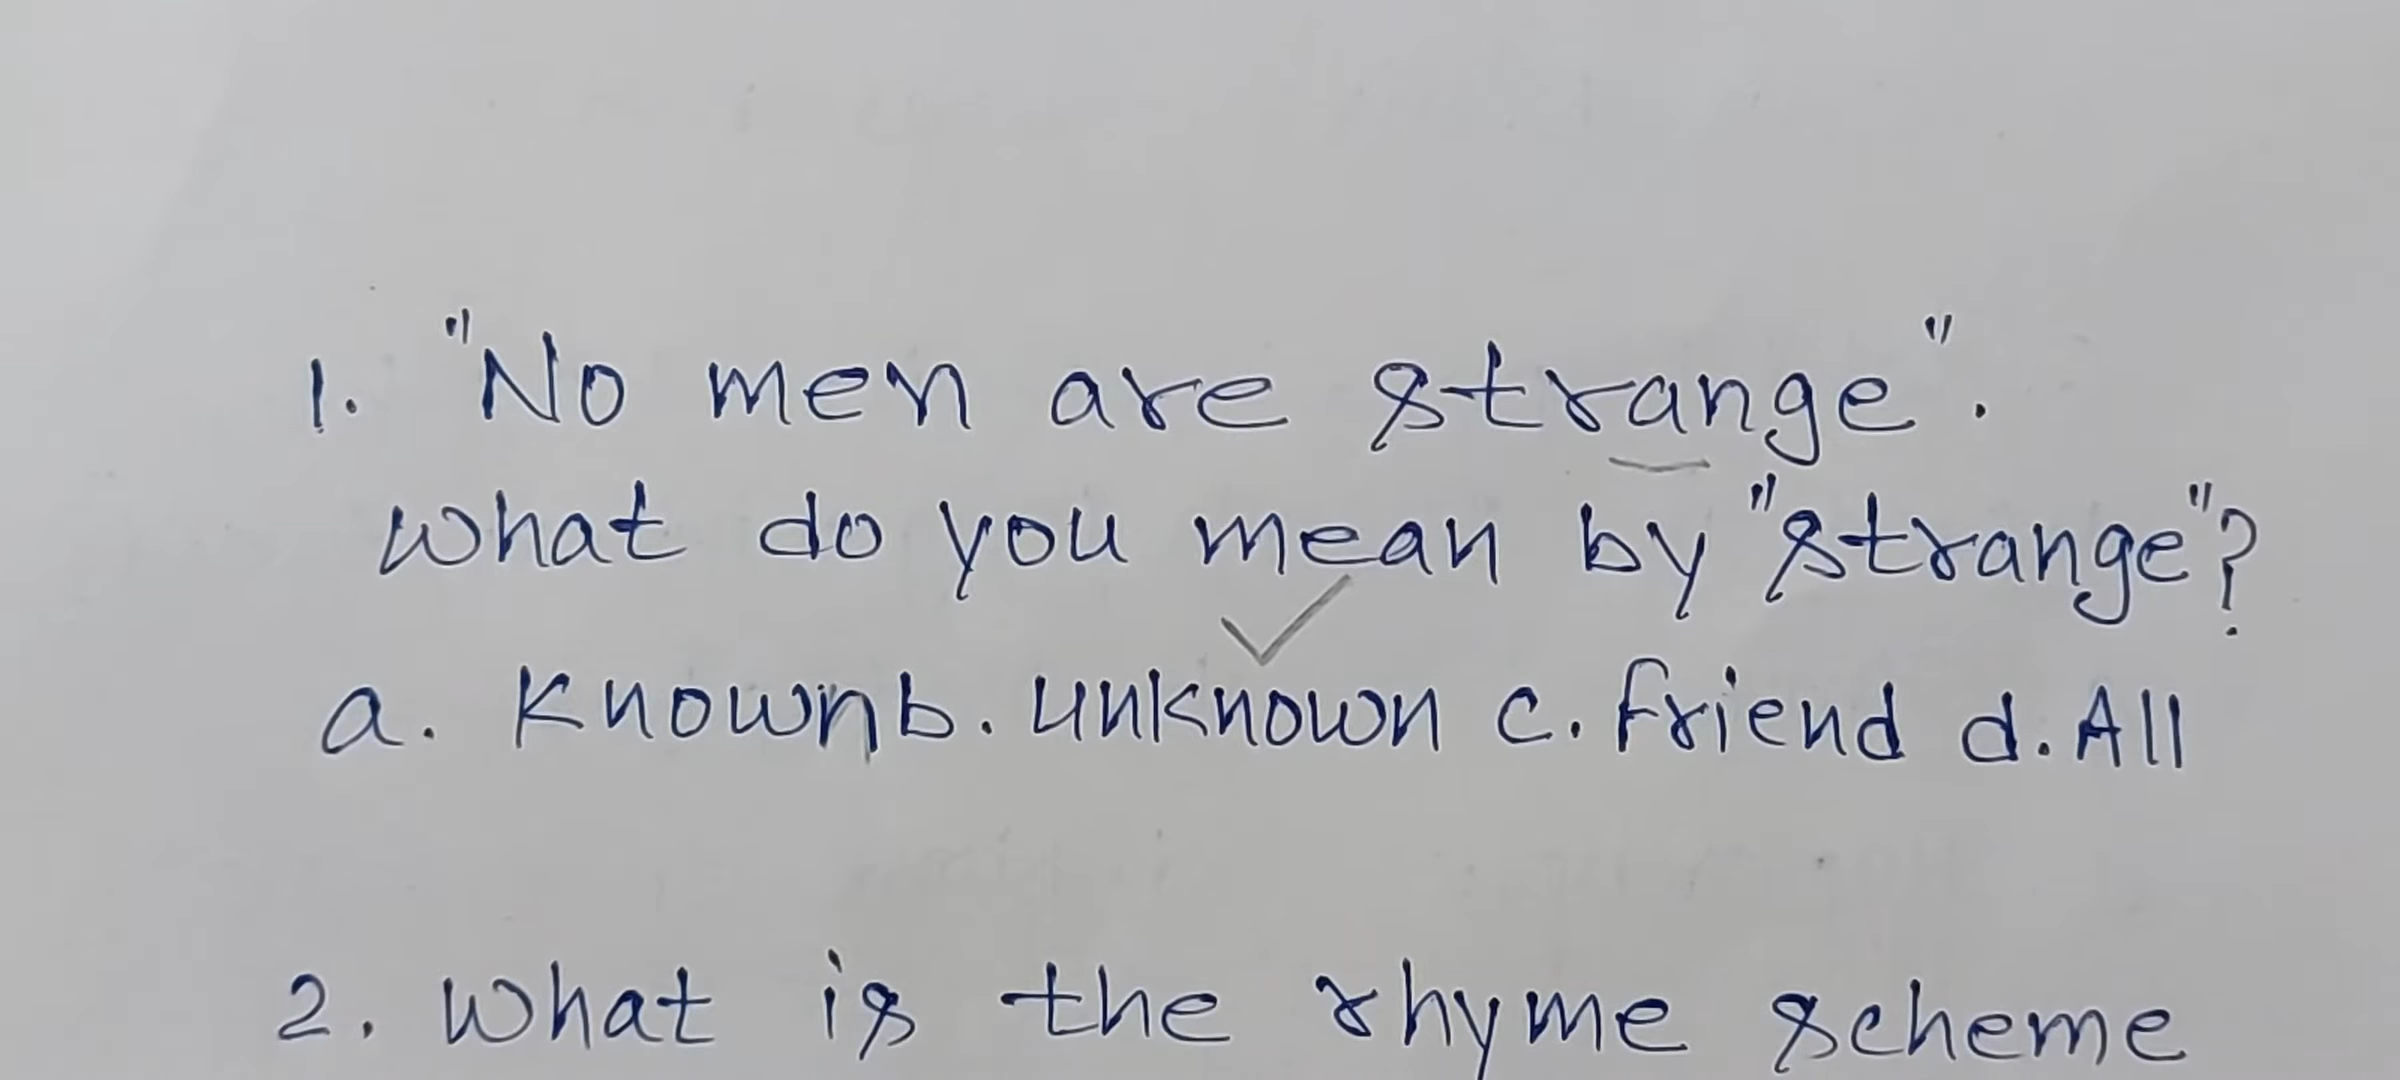 1. "No men are strange".
What do you mean by "strange"?
a. Known b. unknown c. friend d. All
2. What is the rhyme scheme